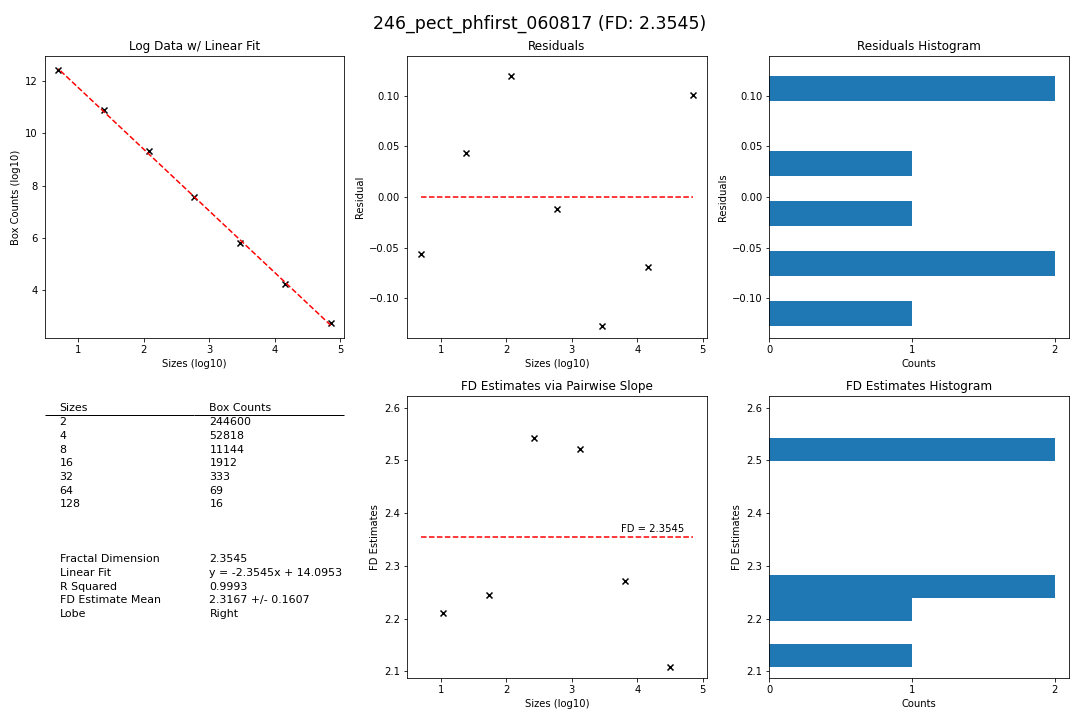 246_pect_phfirst_060817 (FD: 2.3545)
Log Data w/ Linear Fit
Box Counts (log10)
12
10
8
6
4
1 2 3 4 5
Sizes (log10)
Residuals
Residual
0.10
0.05
0.00
−0.05
−0.10
1 2 3 4 5
Sizes (log10)
Residuals Histogram
Residuals
0.10
0.05
0.00
−0.05
−0.10
0 1 2
Counts
Sizes Box Counts
2 244600
4 52818
8 11144
16 1912
32 333
64 69
128 16
Fractal Dimension 2.3545
Linear Fit y = -2.3545x + 14.0953
R Squared 0.9993
FD Estimate Mean 2.3167 +/- 0.1607
Lobe Right
FD Estimates via Pairwise Slope
FD Estimates
2.6
2.5
2.4
2.3
2.2
2.1
FD = 2.3545
1 2 3 4 5
Sizes (log10)
FD Estimates Histogram
FD Estimates
2.6
2.5
2.4
2.3
2.2
2.1
0 1 2
Counts